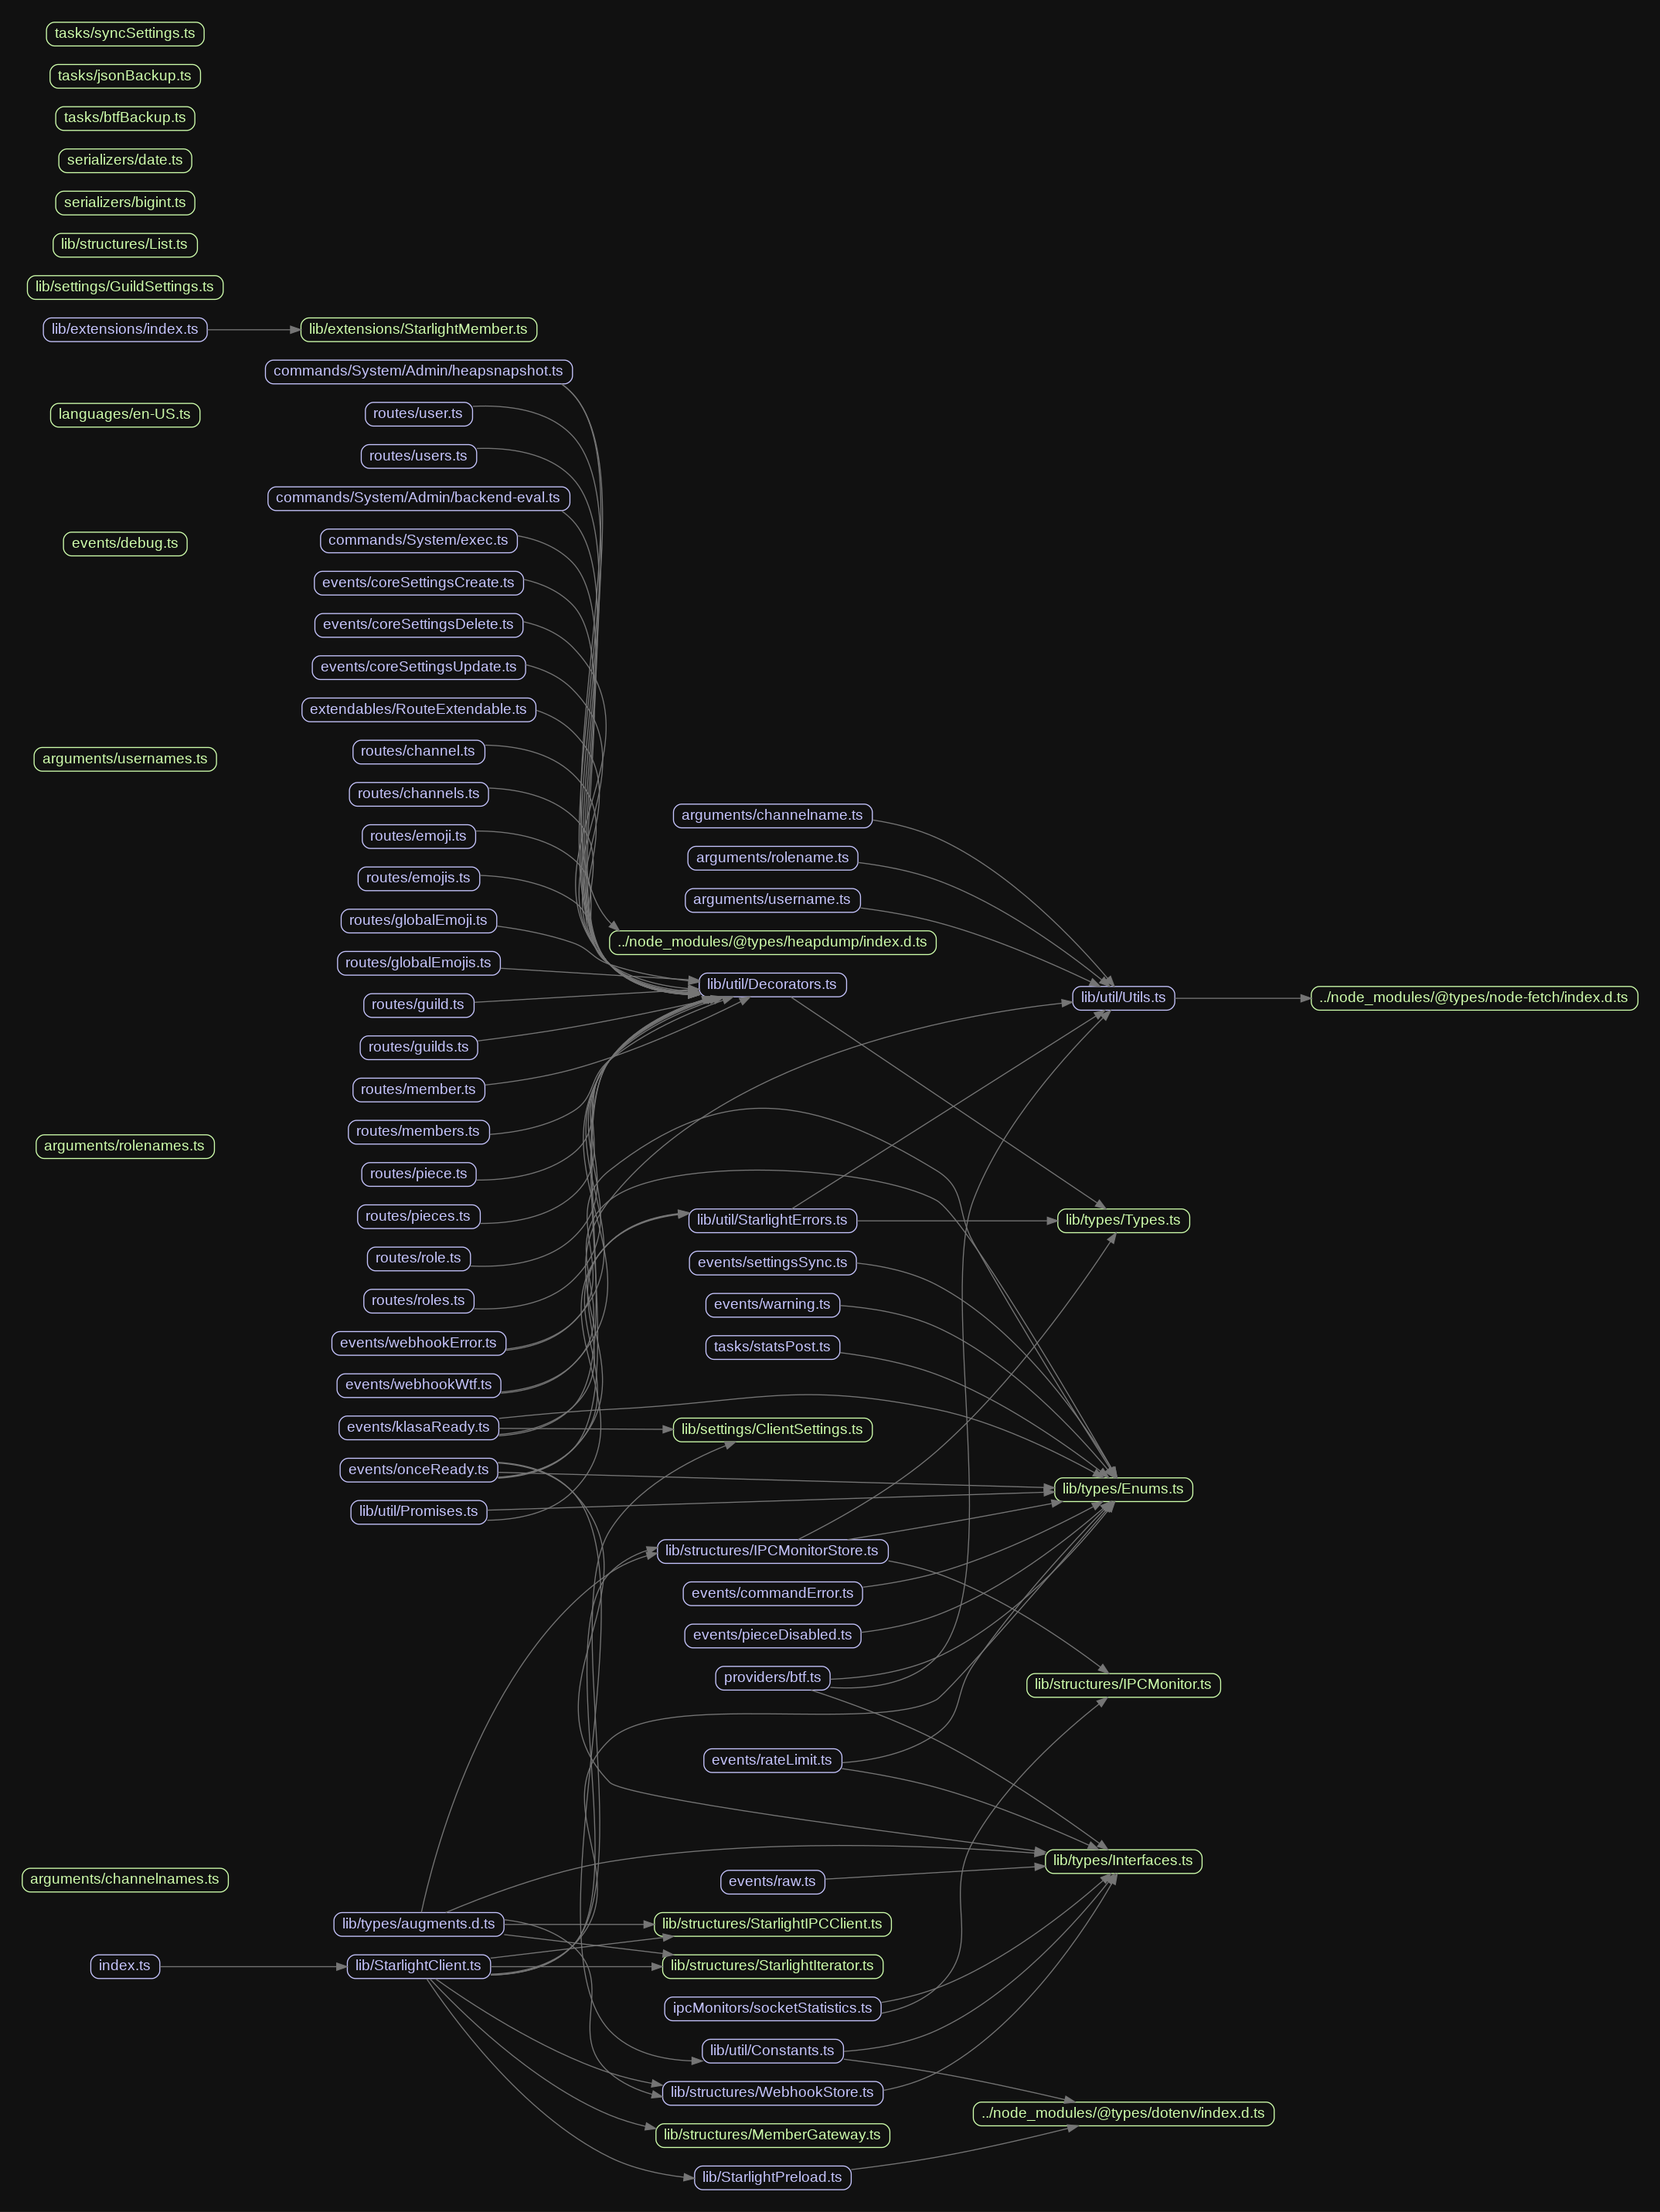 tasks/syncSettings.ts
tasks/jsonBackup.ts
tasks/btfBackup.ts
serializers/date.ts
serializers/bigint.ts
lib/structures/List.ts
lib/settings/GuildSettings.ts
lib/extensions/index.ts
lib/extensions/StarlightMember.ts
commands/System/Admin/heapsnapshot.ts
languages/en-US.ts
routes/user.ts
routes/users.ts
commands/System/Admin/backend-eval.ts
events/debug.ts
commands/System/exec.ts
events/coreSettingsCreate.ts
events/coreSettingsDelete.ts
events/coreSettingsUpdate.ts
extendables/RouteExtendable.ts
arguments/usernames.ts
routes/channel.ts
routes/channels.ts
arguments/channelname.ts
routes/emoji.ts
arguments/rolename.ts
routes/emojis.ts
arguments/username.ts
routes/globalEmoji.ts
../node_modules/@types/heapdump/index.d.ts
routes/globalEmojis.ts
lib/util/Decorators.ts
lib/util/Utils.ts
../node_modules/@types/node-fetch/index.d.ts
routes/guild.ts
routes/guilds.ts
routes/member.ts
routes/members.ts
arguments/rolenames.ts
routes/piece.ts
routes/pieces.ts
lib/util/StarlightErrors.ts
lib/types/Types.ts
routes/role.ts
events/settingsSync.ts
routes/roles.ts
events/warning.ts
events/webhookError.ts
tasks/statsPost.ts
events/webhookWtf.ts
events/klasaReady.ts
lib/settings/ClientSettings.ts
events/onceReady.ts
lib/types/Enums.ts
lib/util/Promises.ts
lib/structures/IPCMonitorStore.ts
events/commandError.ts
events/pieceDisabled.ts
providers/btf.ts
lib/structures/IPCMonitor.ts
events/rateLimit.ts
lib/types/Interfaces.ts
arguments/channelnames.ts
events/raw.ts
lib/types/augments.d.ts
lib/structures/StarlightIPCClient.ts
index.ts
lib/StarlightClient.ts
lib/structures/StarlightIterator.ts
ipcMonitors/socketStatistics.ts
lib/util/Constants.ts
lib/structures/WebhookStore.ts
../node_modules/@types/dotenv/index.d.ts
lib/structures/MemberGateway.ts
lib/StarlightPreload.ts